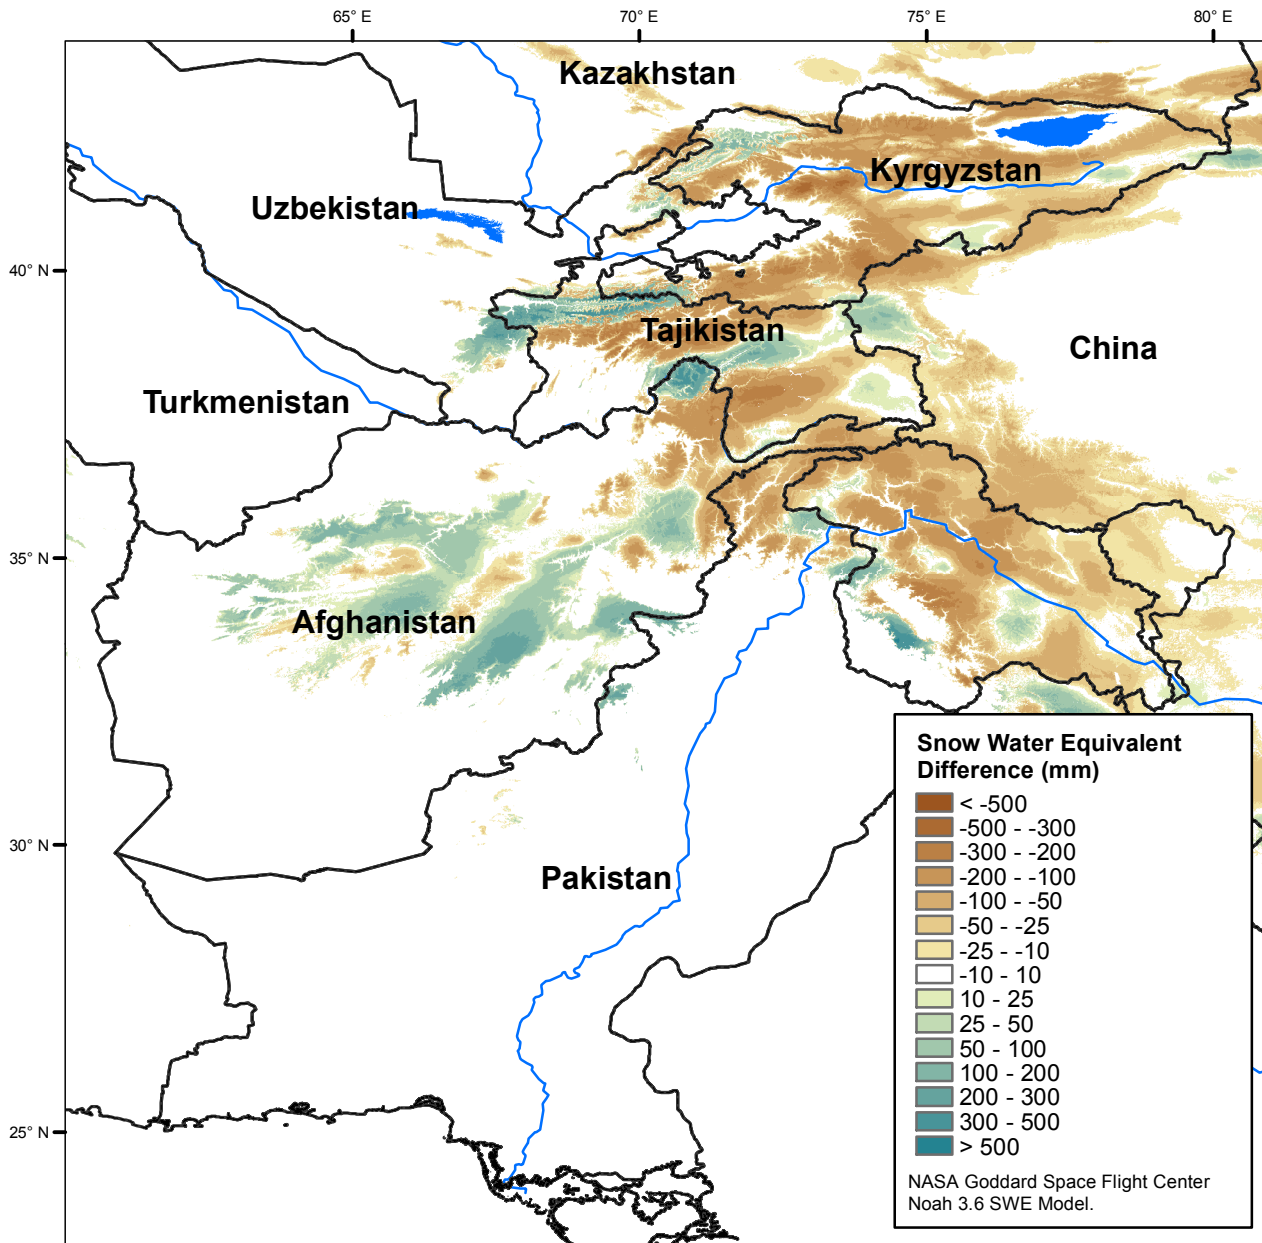 65° E
70° E
75° E
80° E
Kazakhstan
Kyrgyzstan
Uzbekistan
40° N
Tajikistan
China
Turkmenistan
35° N
Afghanistan
Snow Water Equivalent
Difference (mm)
< -500
-500 - -300
-300 - -200
-200 - -100
-100 - -50
-50 - -25
-25 - -10
-10 - 10
10 - 25
25 - 50
50 - 100
100 - 200
200 - 300
300 - 500
> 500
30° N
Pakistan
25° N
NASA Goddard Space Flight Center
Noah 3.6 SWE Model.